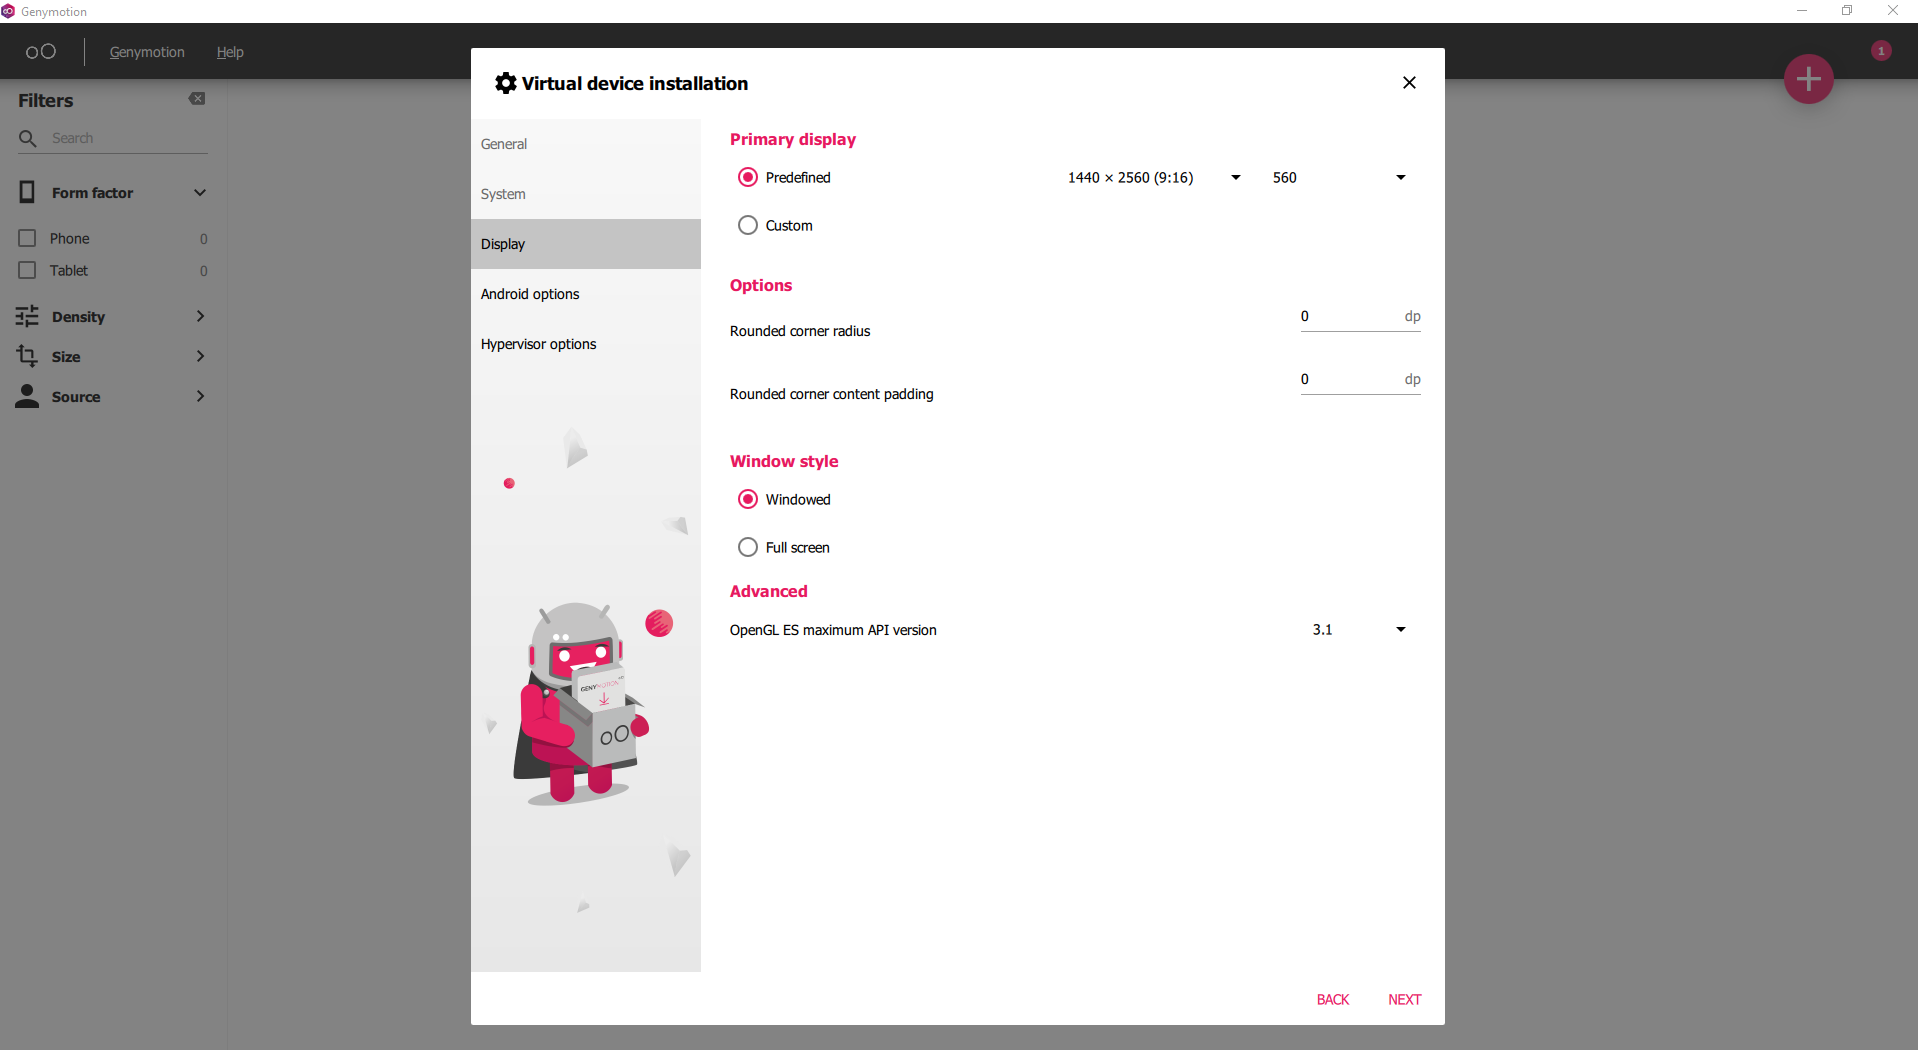 Genymotion
Genymotion
Help
1
Filters
Search
Form factor
Phone 0
Tablet 0
Density
Size
Source
Virtual device installation
General
System
Display
Android options
Hypervisor options
GENYMOTION
Primary display
Predefined 1440 × 2560 (9:16) 560
Custom
Options
Rounded corner radius 0 dp
Rounded corner content padding 0 dp
Window style
Windowed
Full screen
Advanced
OpenGL ES maximum API version 3.1
BACK NEXT